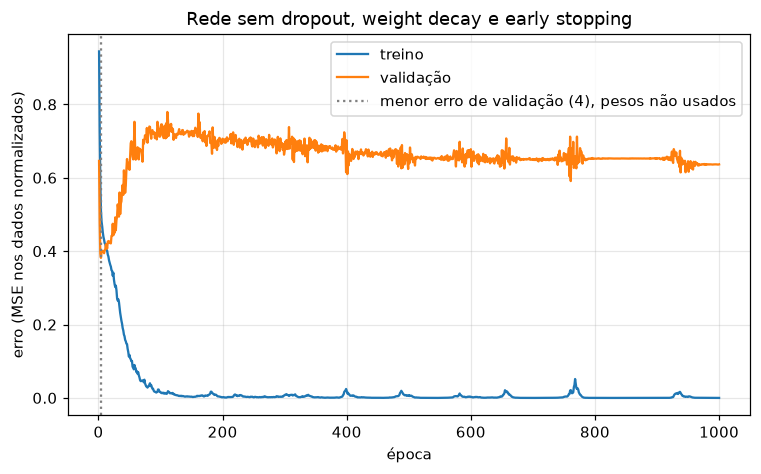 Rede sem dropout, weight decay e early stopping
treino
validação
menor erro de validação (4), pesos não usados
erro (MSE nos dados normalizados)
0.8
0.6
0.4
0.2
0.0
0 200 400 600 800 1000
época